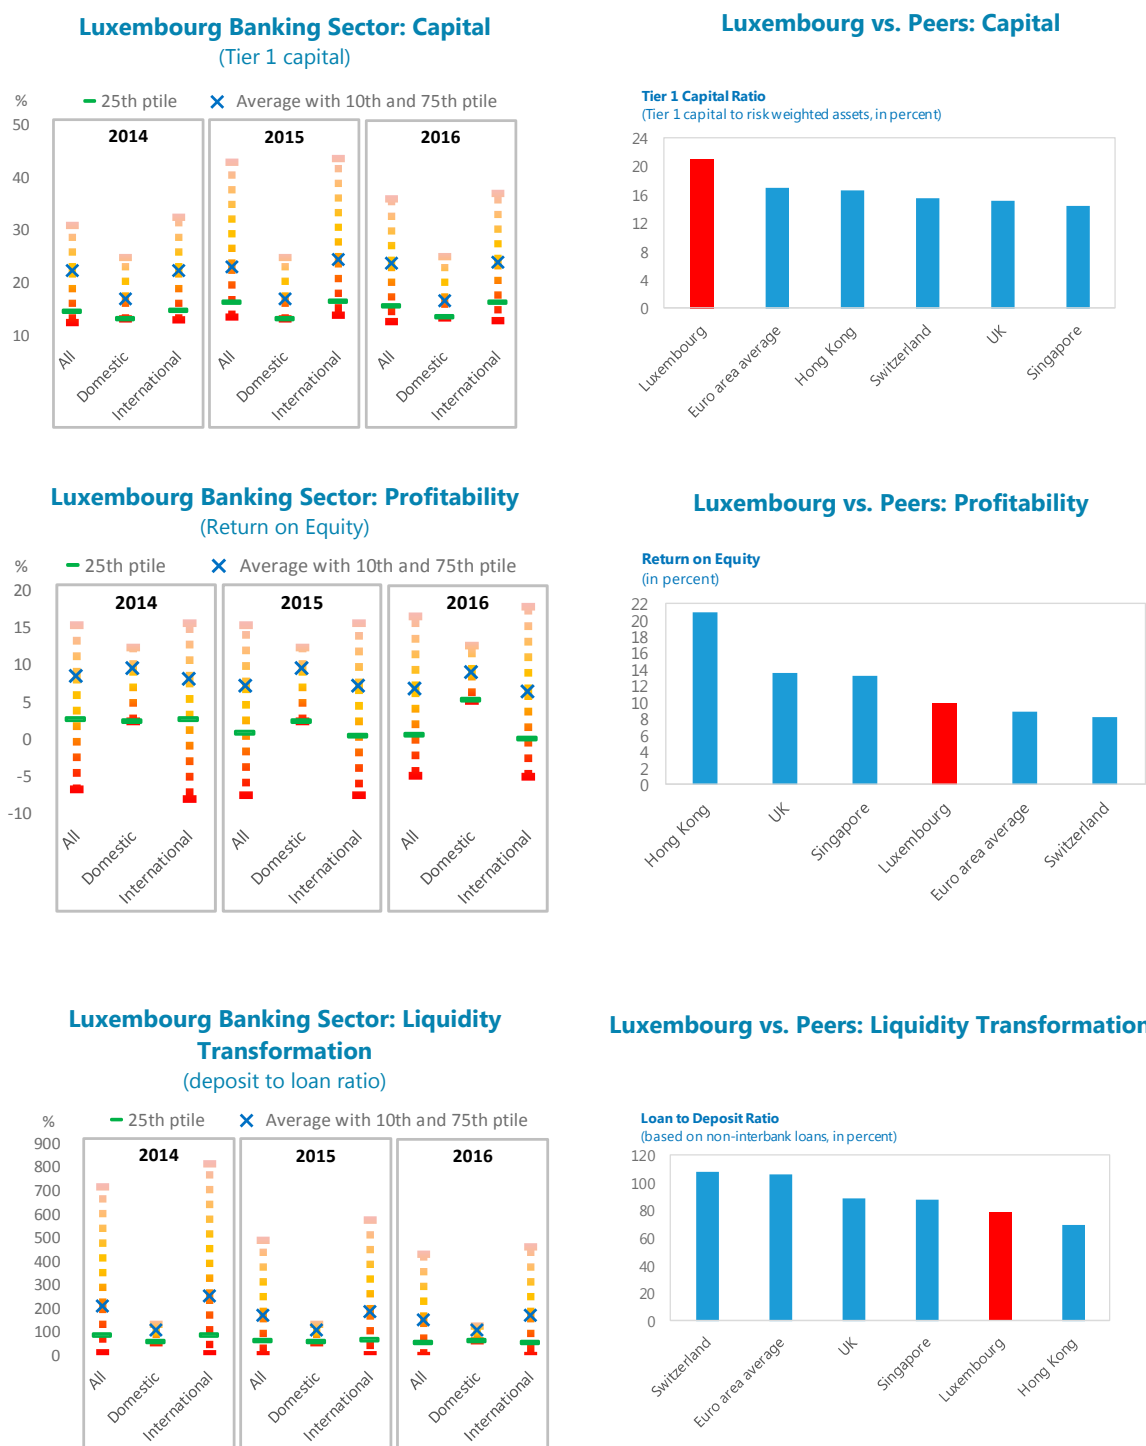 Luxembourg Banking Sector: Capital
(Tier 1 capital)
%
25th ptile
Average with 10th and 75th ptile
50
40
30
20
10
2014
2015
2016
All
Domestic
International
All
Domestic
International
All
Domestic
International
Luxembourg vs. Peers: Capital
Tier 1 Capital Ratio
(Tier 1 capital to risk weighted assets, in percent)
24
20
16
12
8
4
0
Luxembourg
Euro area average
Hong Kong
Switzerland
UK
Singapore
Luxembourg Banking Sector: Profitability
(Return on Equity)
%
25th ptile
Average with 10th and 75th ptile
20
15
10
5
0
-5
-10
2014
2015
2016
All
Domestic
International
All
Domestic
International
All
Domestic
International
Luxembourg vs. Peers: Profitability
Return on Equity
(in percent)
22
20
18
16
14
12
10
8
6
4
2
0
Hong Kong
UK
Singapore
Luxembourg
Euro area average
Switzerland
Luxembourg Banking Sector: Liquidity
Transformation
(deposit to loan ratio)
%
25th ptile
Average with 10th and 75th ptile
900
800
700
600
500
400
300
200
100
0
2014
2015
2016
All
Domestic
International
All
Domestic
International
All
Domestic
International
Luxembourg vs. Peers: Liquidity Transformation
Loan to Deposit Ratio
(based on non-interbank loans, in percent)
120
100
80
60
40
20
0
Switzerland
Euro area average
UK
Singapore
Luxembourg
Hong Kong